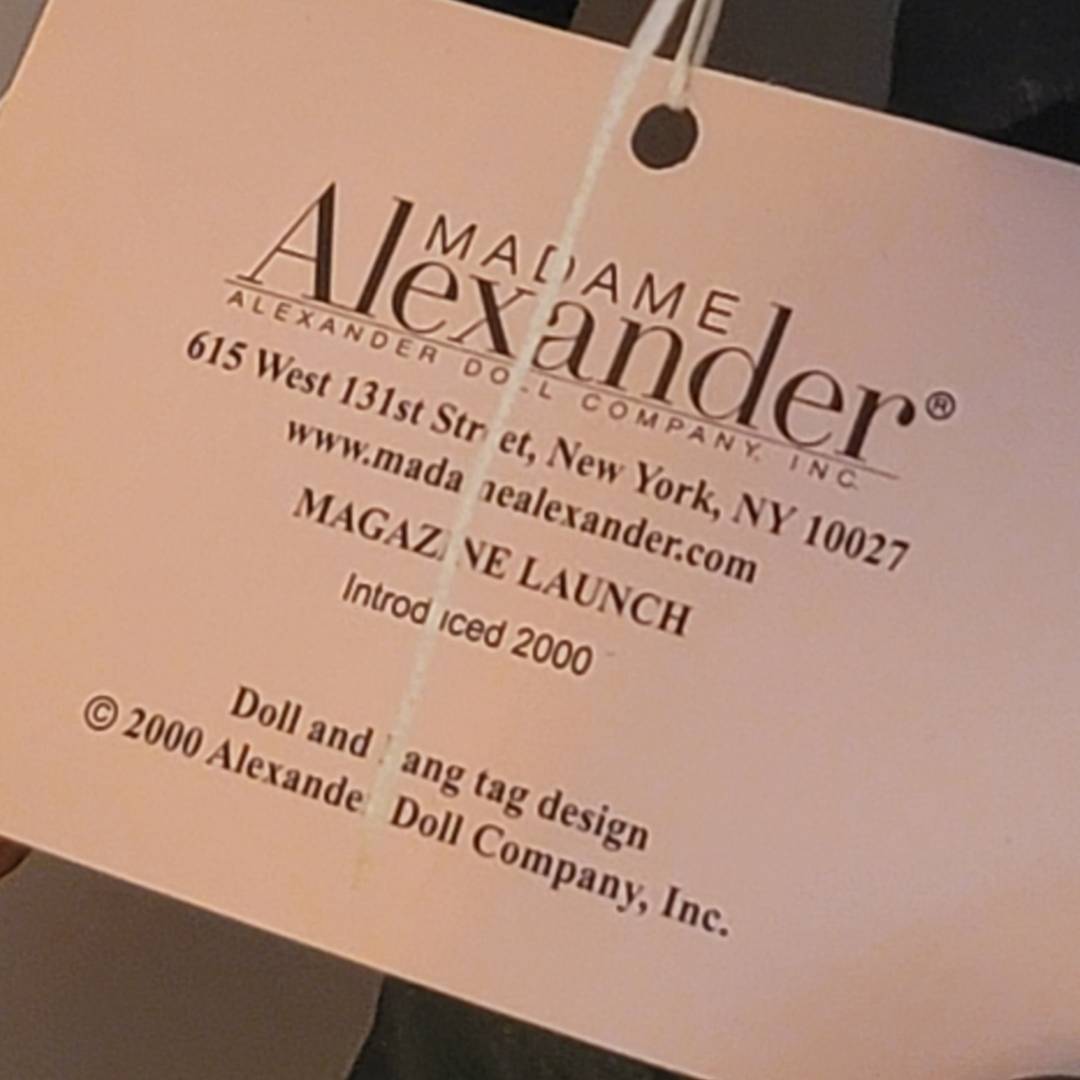 MADAME
Alexander®
ALEXANDER DOLL COMPANY, INC.
615 West 131st Street, New York, NY 10027
www.madamealexander.com
MAGAZINE LAUNCH
Introduced 2000
Doll and hang tag design
© 2000 Alexander Doll Company, Inc.